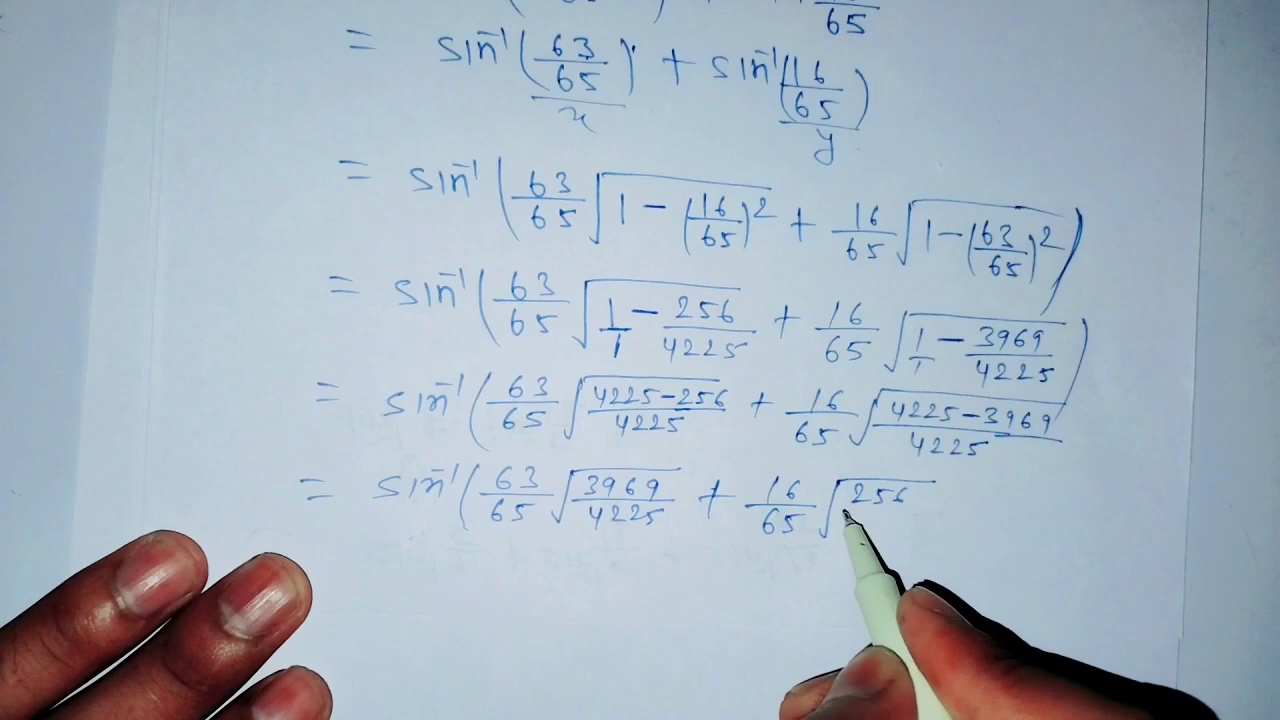 65
= sin⁻¹(63/65) + sin⁻¹(16/65)
x y
= sin⁻¹(63/65 √1 − (16/65)² + 16/65 √1 − (63/65)²)
= sin⁻¹(63/65 √1/1 − 256/4225 + 16/65 √1/1 − 3969/4225)
= sin⁻¹(63/65 √4225−256/4225 + 16/65 √4225−3969/4225
= sin⁻¹(63/65 √3969/4225 + 16/65 √256